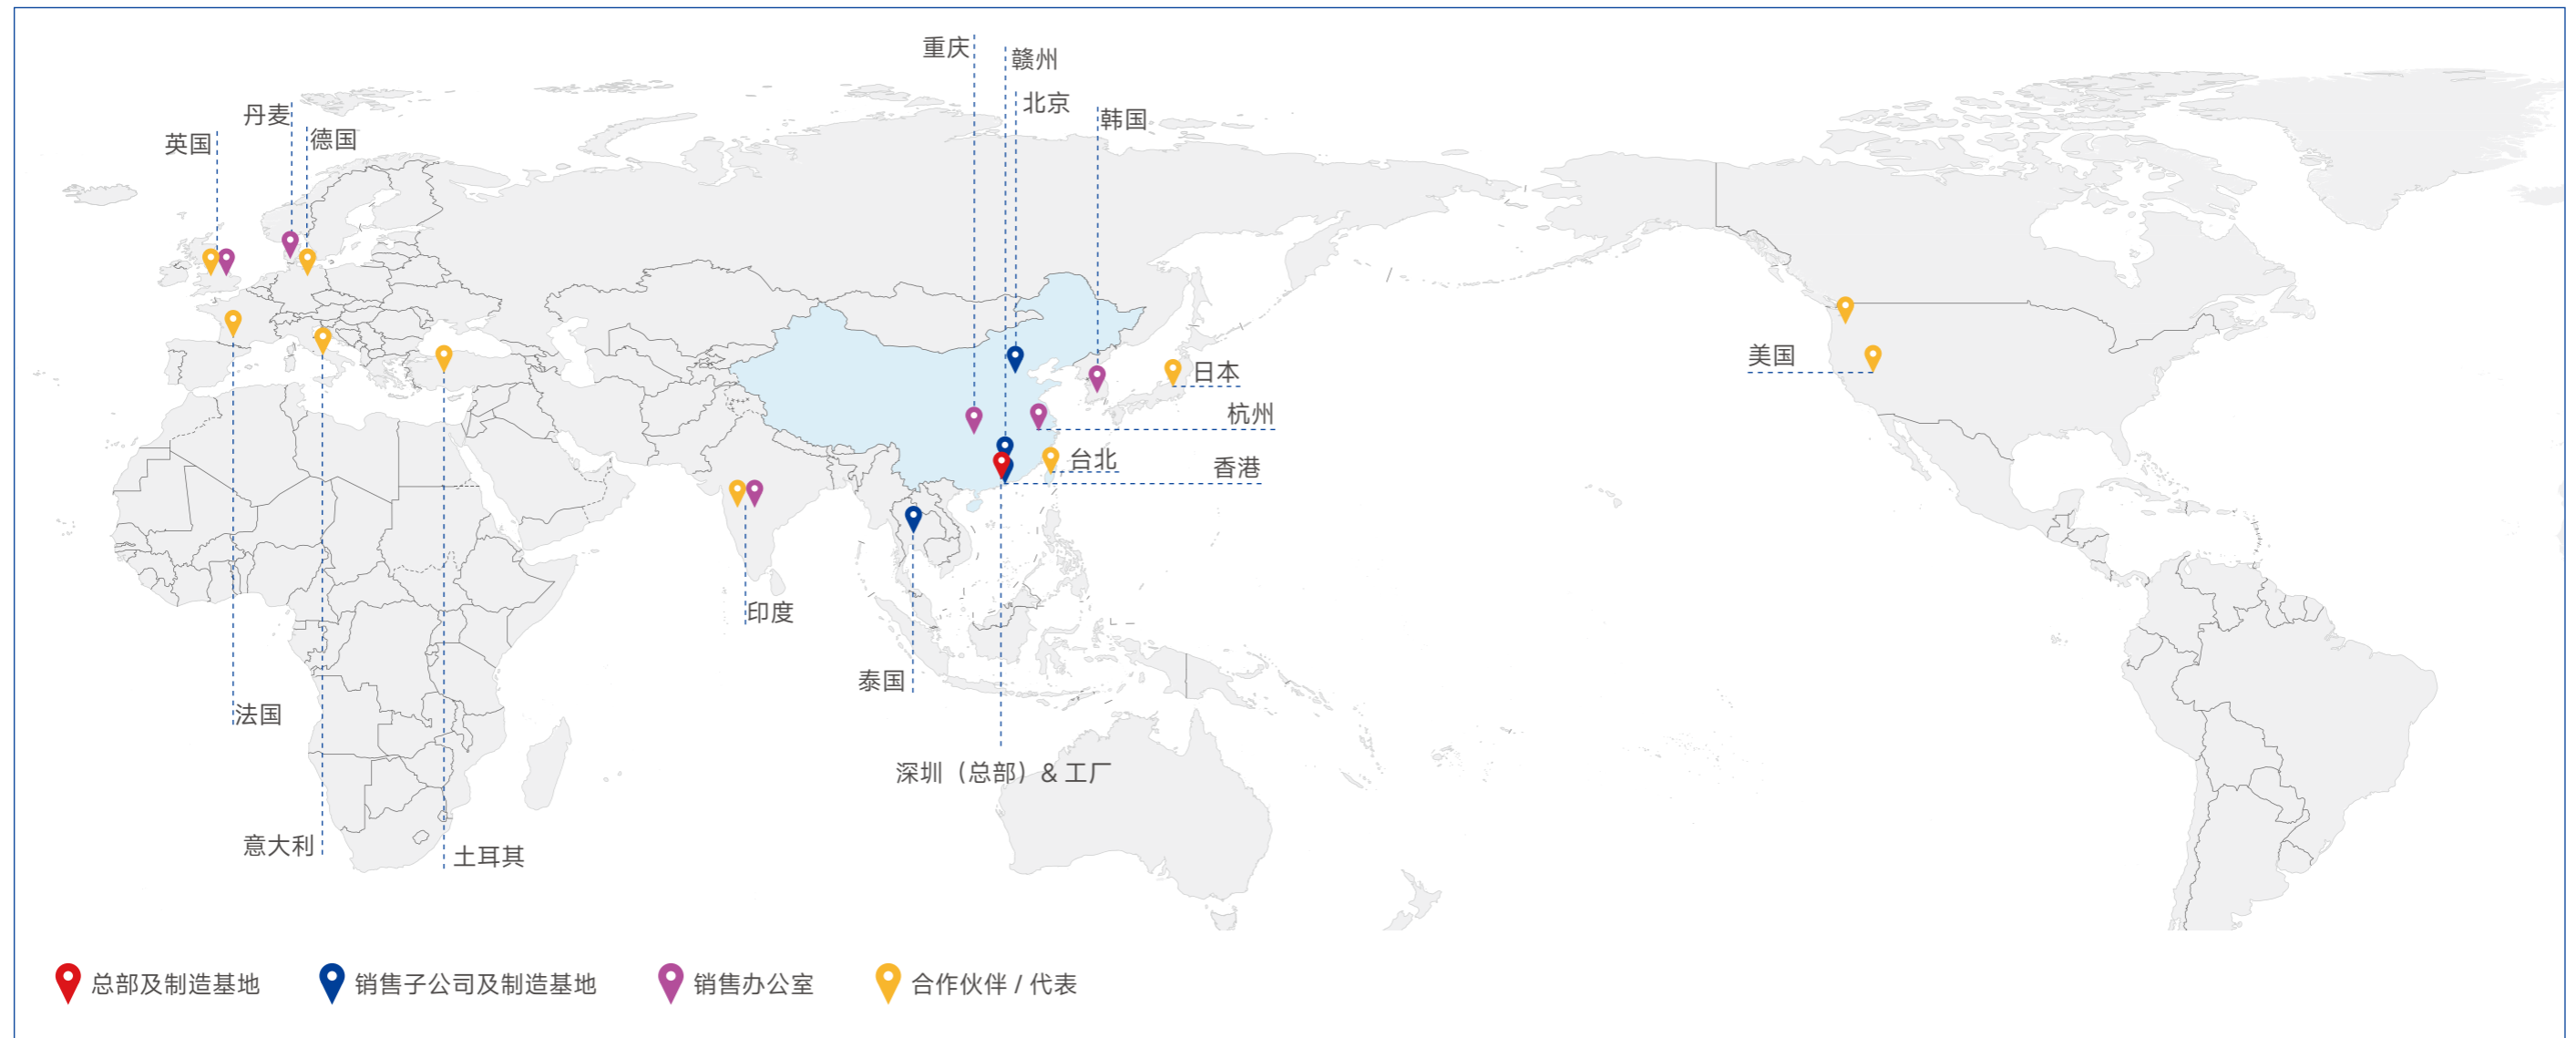 重庆
赣州
北京
韩国
丹麦
德国
英国
日本
美国
杭州
台北
香港
印度
泰国
法国
深圳（总部）& 工厂
意大利
土耳其
总部及制造基地
销售子公司及制造基地
销售办公室
合作伙伴 / 代表